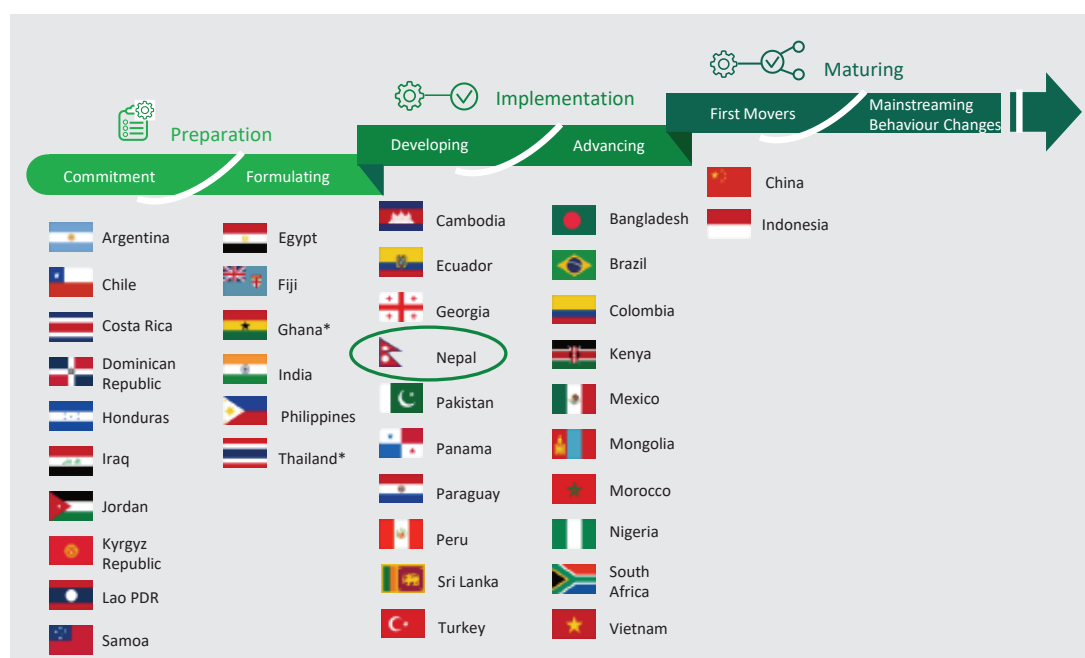 Preparation
Implementation
Maturing
Commitment
Formulating
Developing
Advancing
First Movers
Mainstreaming
Behaviour Changes
Argentina
Chile
Costa Rica
Dominican
Republic
Honduras
Iraq
Jordan
Kyrgyz
Republic
Lao PDR
Samoa
Egypt
Fiji
Ghana*
India
Philippines
Thailand*
Cambodia
Ecuador
Georgia
Nepal
Pakistan
Panama
Paraguay
Peru
Sri Lanka
Turkey
Bangladesh
Brazil
Colombia
Kenya
Mexico
Mongolia
Morocco
Nigeria
South
Africa
Vietnam
China
Indonesia